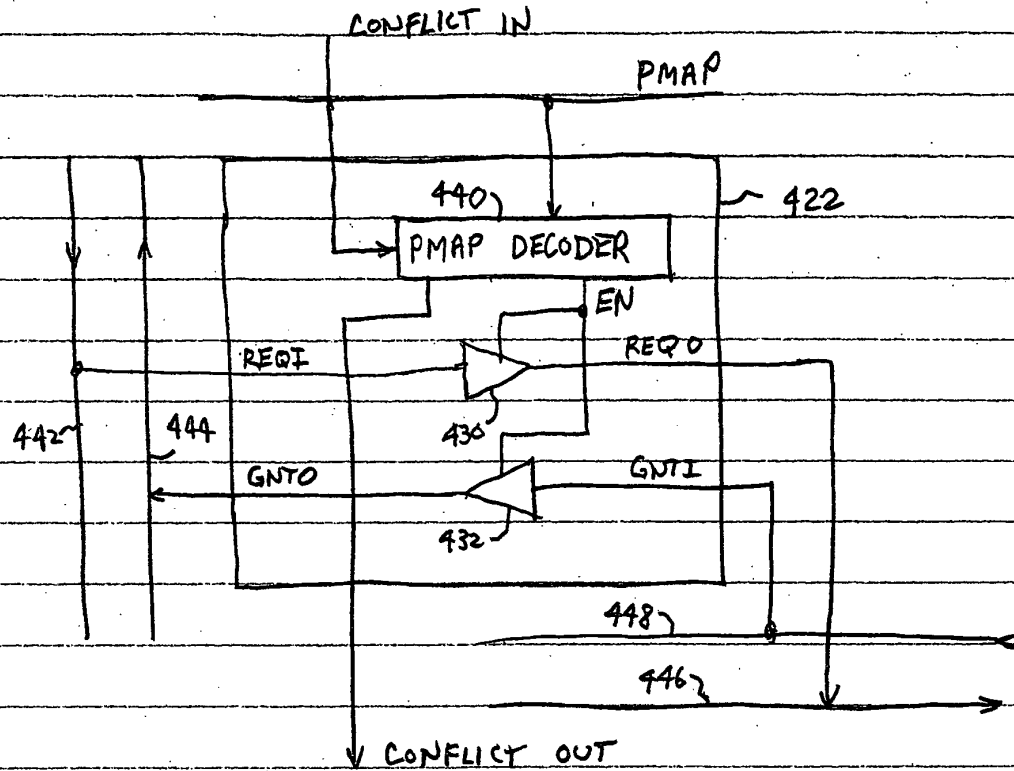 CONFLICT IN
PMAP
440
422
PMAP DECODER
EN
REQI
REQO
430
442
444
GNTO
GNTI
432
448
446
CONFLICT OUT